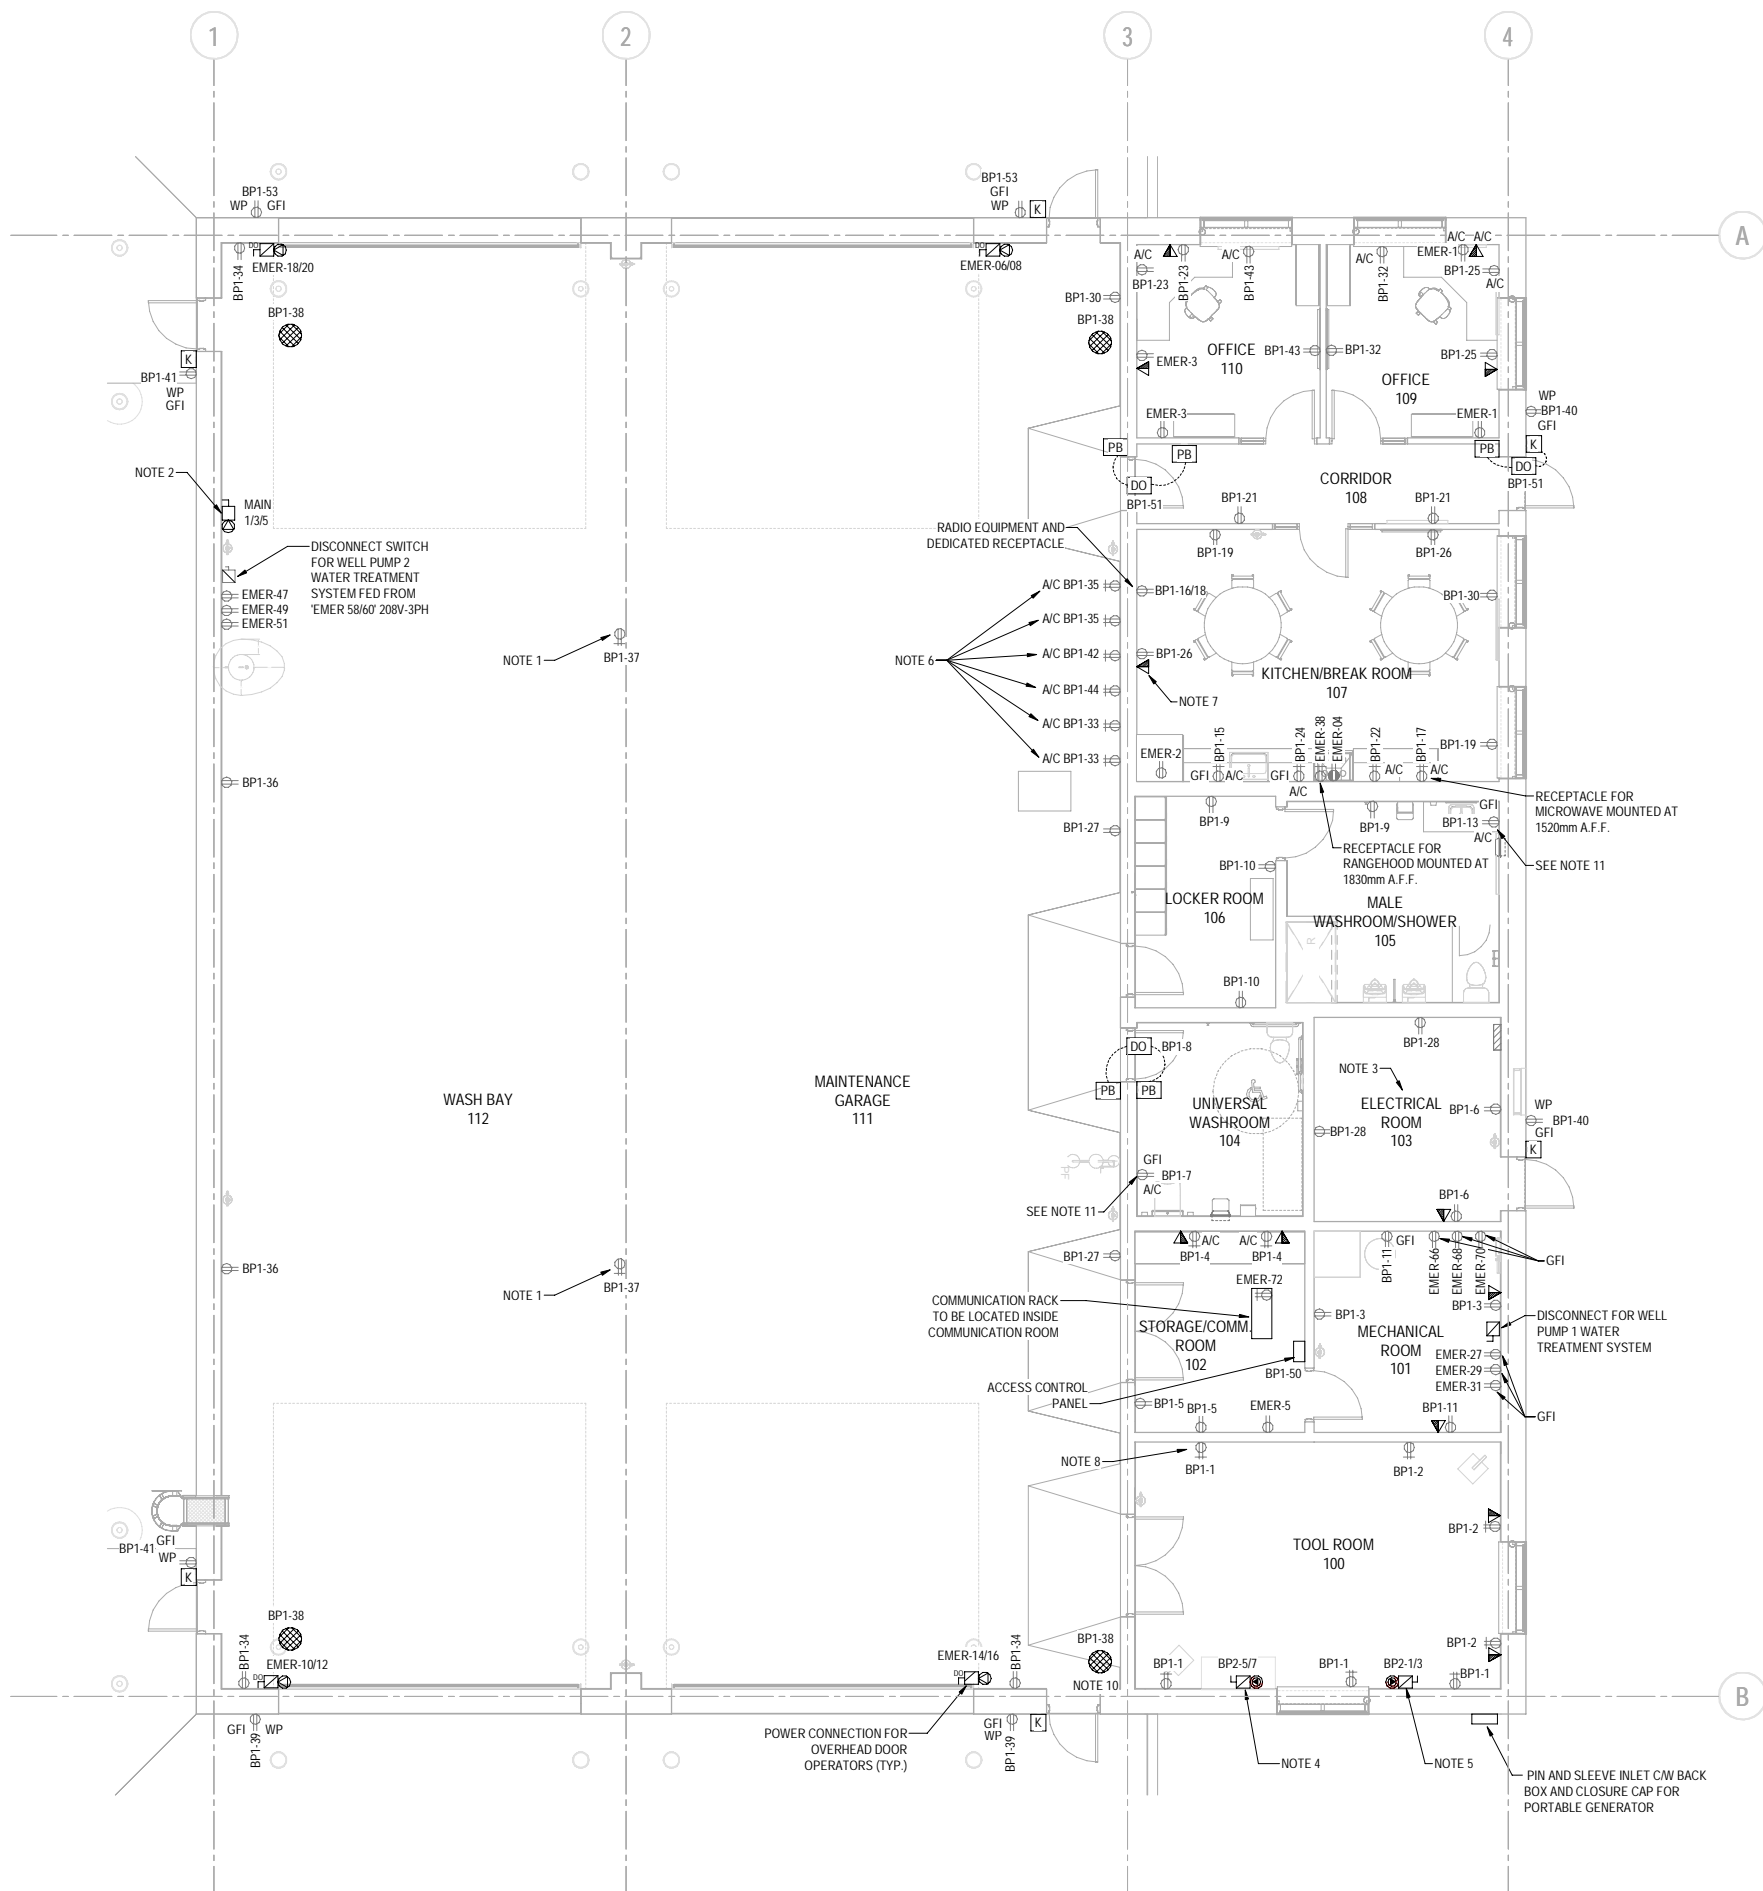 1
2
3
4
BP1-53
WP GFI
BP1-53
GFI
WP
K
A
DO
EMER-18/20
BP1-34
DO
EMER-06/08
A/C
BP1-23
BP1-23
A/C
BP1-43
A/C
BP1-32
A/C A/C
EMER-1
BP1-25
A/C
BP1-30
BP1-38
BP1-38
OFFICE
110
BP1-43
BP1-32
BP1-25
EMER-3
OFFICE
109
K
BP1-41
WP
GFI
WP
BP1-40
GFI
EMER-3
EMER-1
K
PB
PB
PB
DO
DO
BP1-51
BP1-51
NOTE 2
MAIN
1/3/5
CORRIDOR
108
BP1-21
BP1-21
RADIO EQUIPMENT AND
DEDICATED RECEPTACLE
DISCONNECT SWITCH
FOR WELL PUMP 2
WATER TREATMENT
SYSTEM FED FROM
'EMER 58/60' 208V-3PH
BP1-19
BP1-26
EMER-47
EMER-49
EMER-51
A/C BP1-35
A/C BP1-35
A/C BP1-42
A/C BP1-44
A/C BP1-33
A/C BP1-33
BP1-16/18
BP1-30
NOTE 1
BP1-37
NOTE 6
BP1-26
KITCHEN/BREAK ROOM
107
NOTE 7
BP1-15
BP1-24
EMER-38
EMER-04
BP1-22
BP1-17
BP1-19
EMER-2
GFI A/C
GFI
A/C
A/C
A/C
BP1-36
RECEPTACLE FOR
MICROWAVE MOUNTED AT
1520mm A.F.F.
BP1-27
BP1-9
BP1-9
GFI
BP1-13
A/C
RECEPTACLE FOR
RANGEHOOD MOUNTED AT
1830mm A.F.F.
SEE NOTE 11
BP1-10
LOCKER ROOM
106
MALE
WASHROOM/SHOWER
105
R
BP1-10
DO
BP1-8
PB
PB
BP1-28
NOTE 3
WASH BAY
112
MAINTENANCE
GARAGE
111
UNIVERSAL
WASHROOM
104
ELECTRICAL
ROOM
103
BP1-6
BP1-28
WP
BP1-40
GFI
K
GFI
BP1-7
A/C
SEE NOTE 11
BP1-6
BP1-36
NOTE 1
BP1-37
BP1-27
A/C
BP1-4
A/C
BP1-4
GFI
BP1-11
EMER-66
EMER-68
EMER-70
GFI
EMER-72
COMMUNICATION RACK
TO BE LOCATED INSIDE
COMMUNICATION ROOM
STORAGE/COMM.
ROOM
102
BP1-3
BP1-3
MECHANICAL
ROOM
101
DISCONNECT FOR WELL
PUMP 1 WATER
TREATMENT SYSTEM
EMER-27
EMER-29
EMER-31
GFI
BP1-50
ACCESS CONTROL
PANEL
BP1-5
BP1-5
EMER-5
BP1-11
NOTE 8
BP1-1
BP1-2
BP1-2
TOOL ROOM
100
GFI
BP1-41
WP
K
BP1-38
BP1-34
DO
EMER-10/12
EMER-14/16
DO
BP1-34
BP1-38
NOTE 10
BP1-1
BP2-5/7
BP1-1
BP2-1/3
BP1-1
BP1-2
B
GFI WP
BP1-39
GFI
WP
BP1-39
K
POWER CONNECTION FOR
OVERHEAD DOOR
OPERATORS (TYP.)
NOTE 4
NOTE 5
PIN AND SLEEVE INLET C/W BACK
BOX AND CLOSURE CAP FOR
PORTABLE GENERATOR